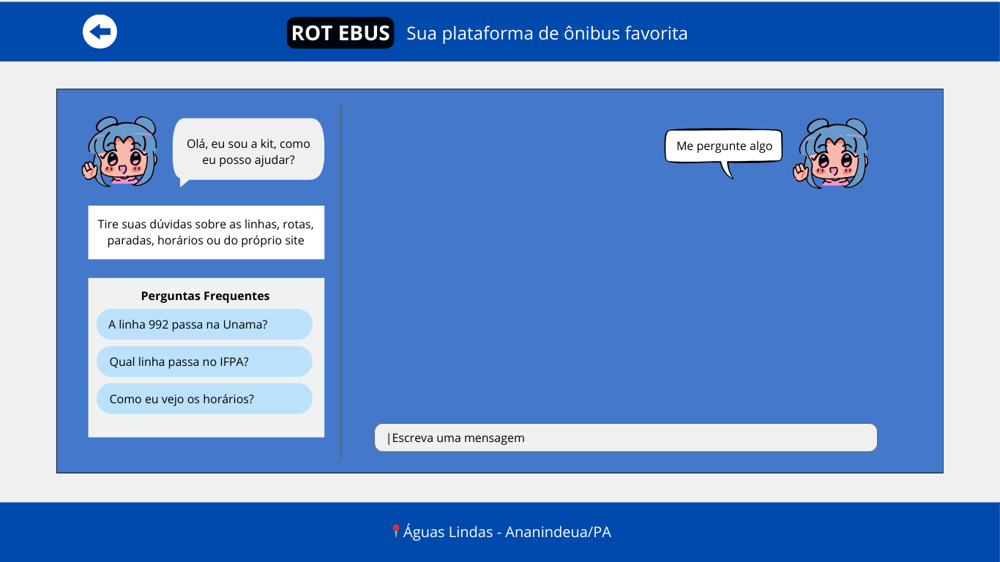 ROT EBUS Sua plataforma de ônibus favorita
Olá, eu sou a kit, como
eu posso ajudar?
Me pergunte algo
Tire suas dúvidas sobre as linhas, rotas,
paradas, horários ou do próprio site
Perguntas Frequentes
A linha 992 passa na Unama?
Qual linha passa no IFPA?
Como eu vejo os horários?
|Escreva uma mensagem
Águas Lindas - Ananindeua/PA